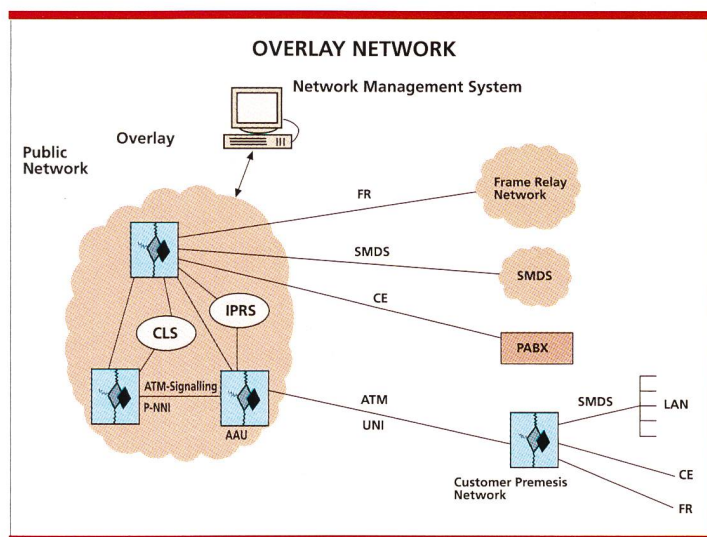 OVERLAY NETWORK
Network Management System
Overlay
Public
Network
FR
Frame Relay
Network
SMDS
SMDS
CE
IPRS
CLS
PABX
ATM-Signalling
P-NNI
AAU
ATM
UNI
SMDS
LAN
CE
Customer Premesis
Network
FR